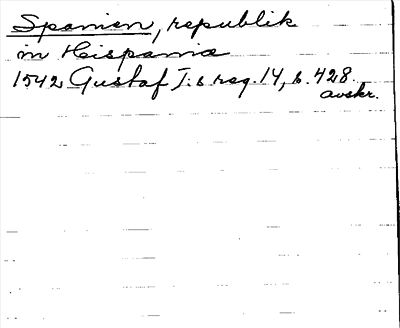 Spanien, republik
in Hispania
1542 Gustaf I:s reg. 14, s. 428.
avskr.